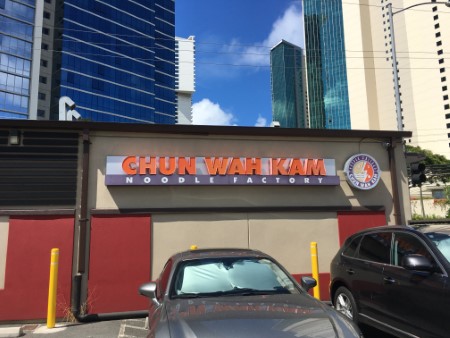 CHUN WAH KAM
NOODLE FACTORY